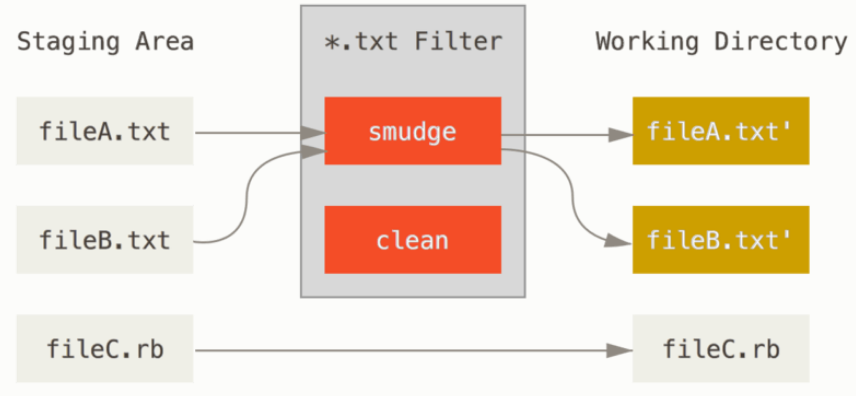 Staging Area
*.txt Filter
Working Directory
fileA.txt
smudge
fileA.txt'
fileB.txt
clean
fileB.txt'
fileC.rb
fileC.rb